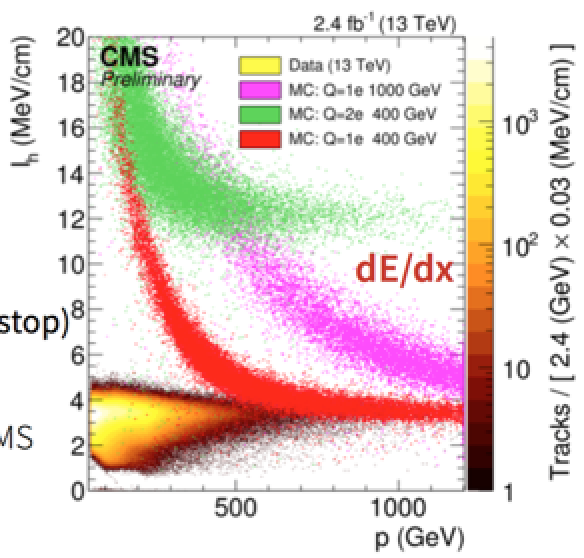 2.4 fb⁻¹ (13 TeV)
CMS
Preliminary
Data (13 TeV)
MC: Q=1e 1000 GeV
MC: Q=2e 400 GeV
MC: Q=1e 400 GeV
dE/dx
stop)
MS
I_h (MeV/cm)
20
18
16
14
12
10
8
6
4
2
0
500
1000
p (GeV)
10³
10²
10
1
Tracks / [ 2.4 (GeV) × 0.03 (MeV/cm) ]